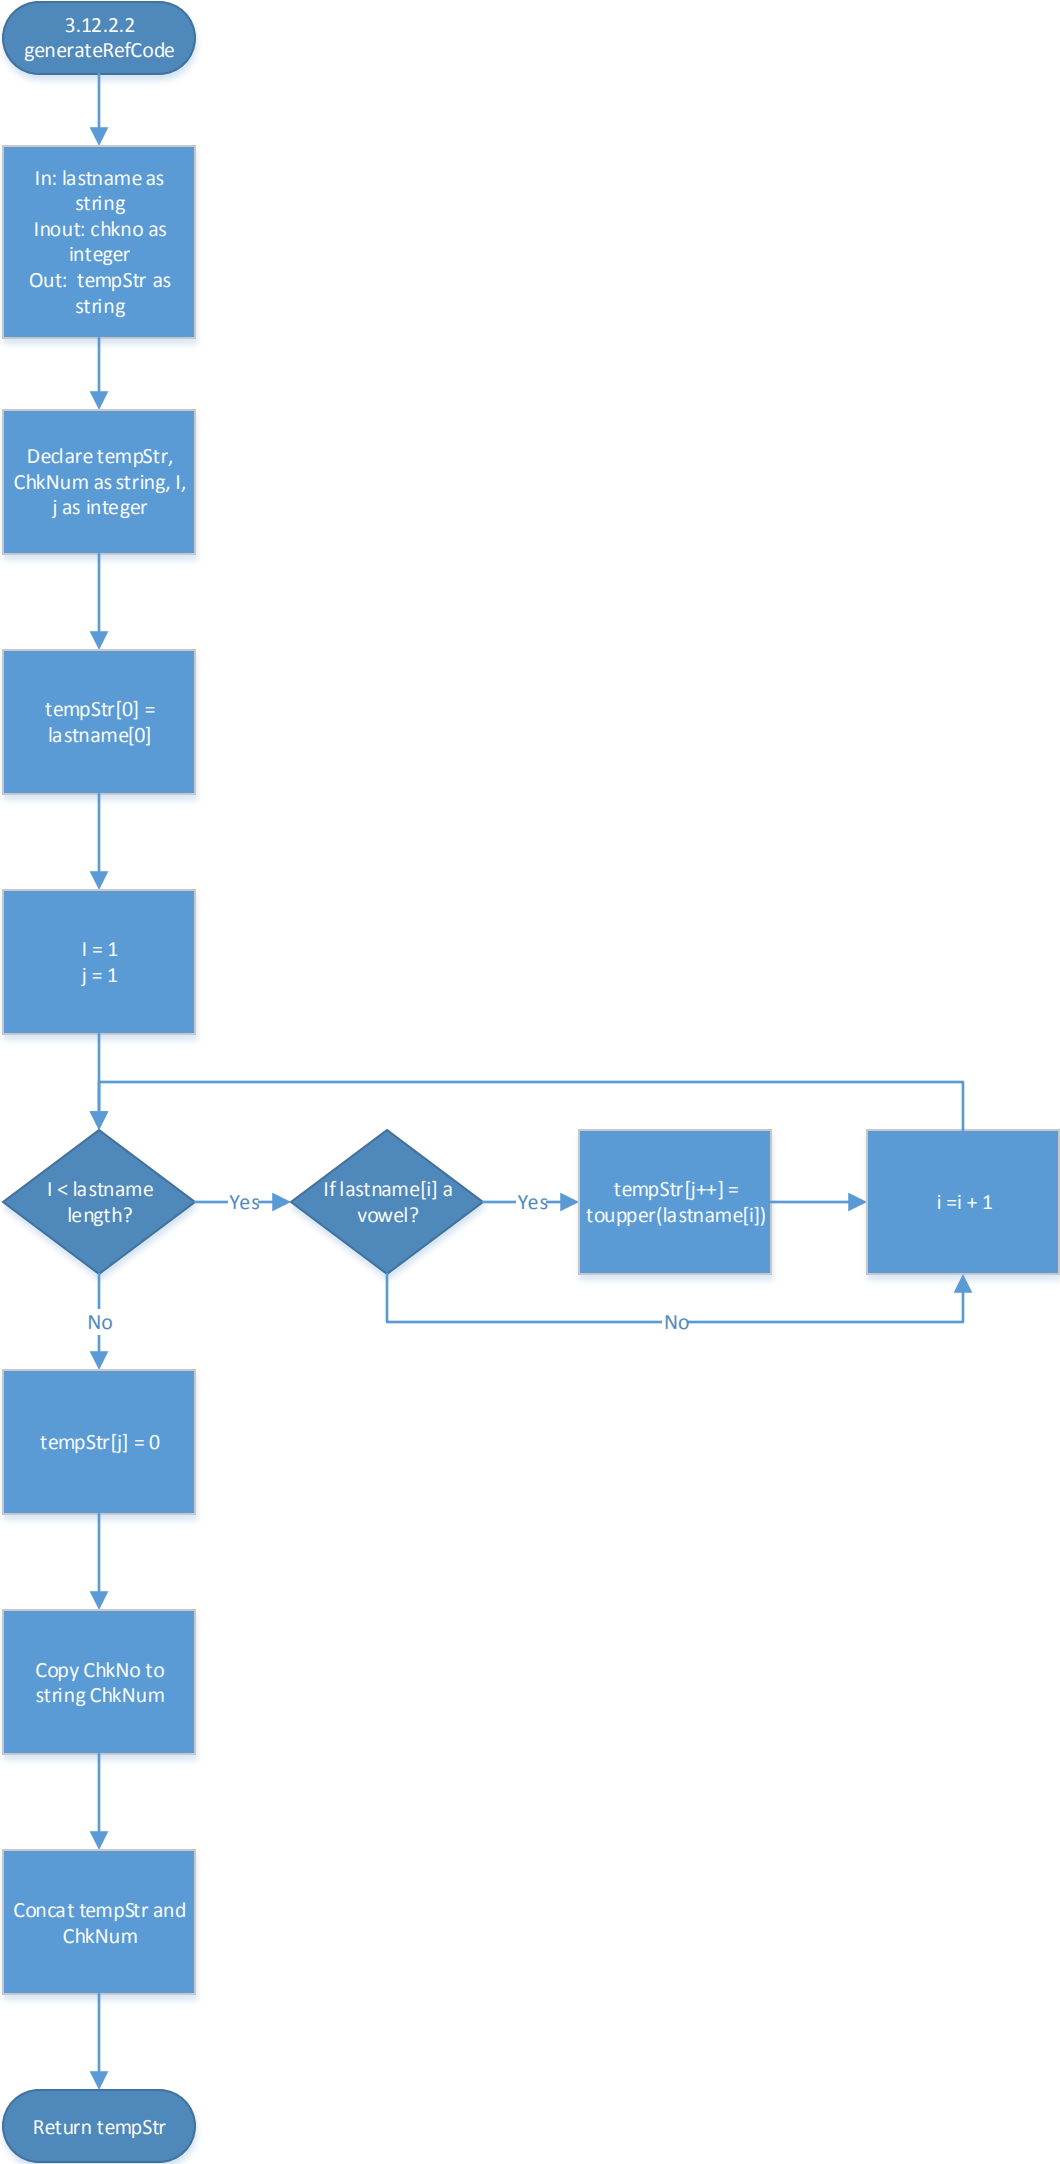 3.12.2.2
generateRefCode
In: lastname as
string
Inout: chkno as
integer
Out:  tempStr as
string
Declare tempStr,
ChkNum as string, I,
j as integer
tempStr[0] =
lastname[0]
I = 1
j = 1
I < lastname
length?
Yes
If lastname[i] a
vowel?
Yes
tempStr[j++] =
toupper(lastname[i])
i =i + 1
No
No
tempStr[j] = 0
Copy ChkNo to
string ChkNum
Concat tempStr and
ChkNum
Return tempStr